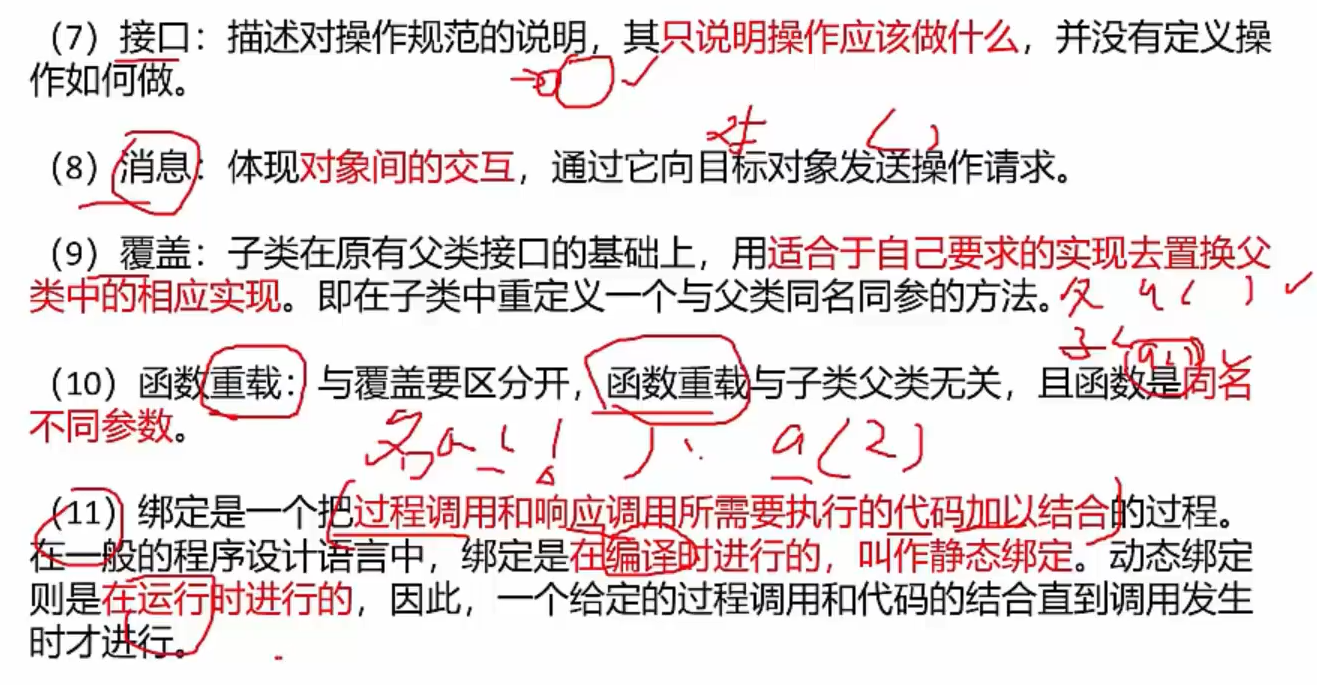 （7）接口：描述对操作规范的说明，其只说明操作应该做什么，并没有定义操
作如何做。
（8）消息：体现对象间的交互，通过它向目标对象发送操作请求。
（9）覆盖：子类在原有父类接口的基础上，用适合于自己要求的实现去置换父
类中的相应实现。即在子类中重定义一个与父类同名同参的方法。
（10）函数重载：与覆盖要区分开，函数重载与子类父类无关，且函数是同名
不同参数。
a(2)
（11）绑定是一个把过程调用和响应调用所需要执行的代码加以结合的过程。
在一般的程序设计语言中，绑定是在编译时进行的，叫作静态绑定。动态绑定
则是在运行时进行的，因此，一个给定的过程调用和代码的结合直到调用发生
时才进行。